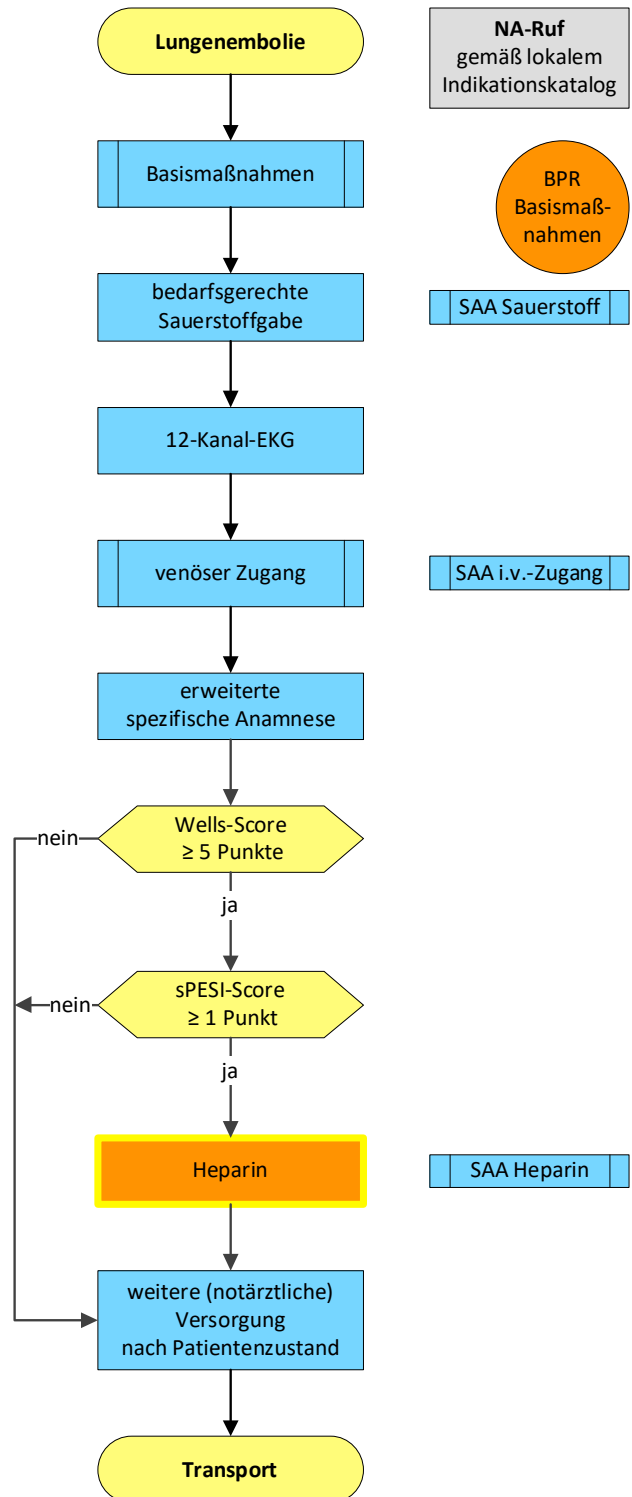 Lungenembolie
NA-Ruf
gemäß lokalem
Indikationskatalog
Basismaßnahmen
BPR
Basismaß-
nahmen
bedarfsgerechte
Sauerstoffgabe
SAA Sauerstoff
12-Kanal-EKG
venöser Zugang
SAA i.v.-Zugang
erweiterte
spezifische Anamnese
Wells-Score
≥ 5 Punkte
nein
ja
sPESI-Score
≥ 1 Punkt
nein
ja
Heparin
SAA Heparin
weitere (notärztliche)
Versorgung
nach Patientenzustand
Transport